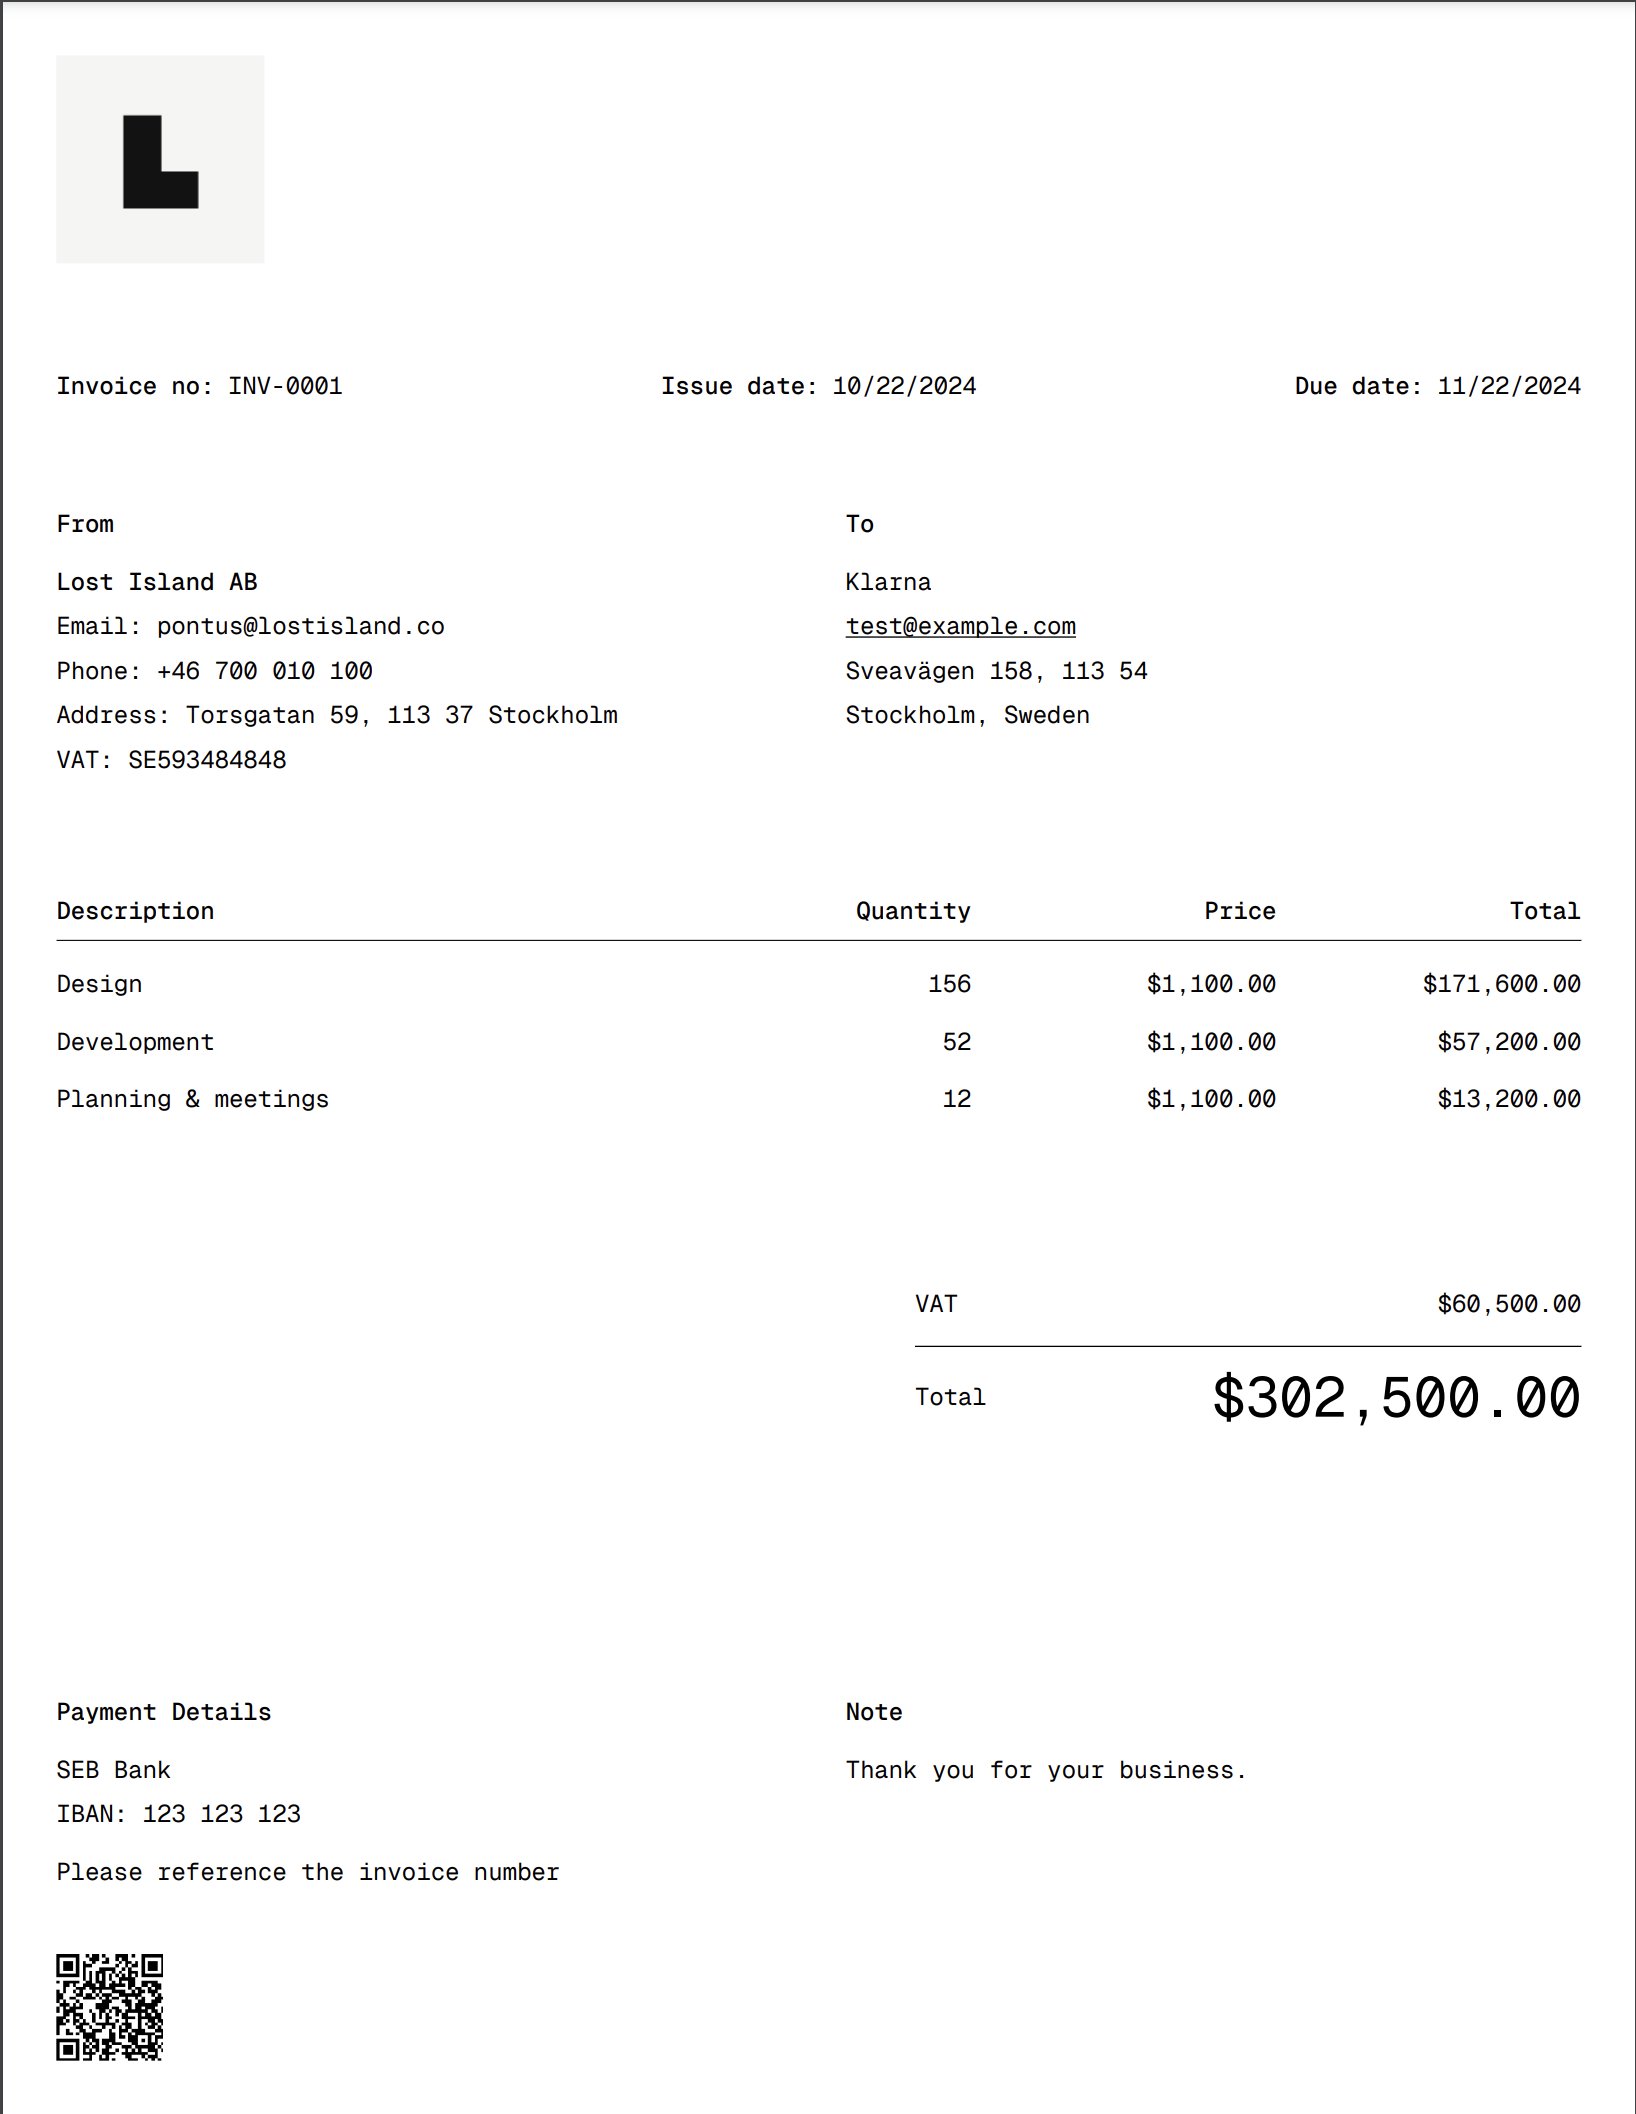 L
Invoice no: INV-0001 Issue date: 10/22/2024 Due date: 11/22/2024
From
Lost Island AB
Email: pontus@lostisland.co
Phone: +46 700 010 100
Address: Torsgatan 59, 113 37 Stockholm
VAT: SE593484848
To
Klarna
test@example.com
Sveavägen 158, 113 54
Stockholm, Sweden
Description Quantity Price Total
Design 156 $1,100.00 $171,600.00
Development 52 $1,100.00 $57,200.00
Planning & meetings 12 $1,100.00 $13,200.00
VAT $60,500.00
Total $302,500.00
Payment Details
SEB Bank
IBAN: 123 123 123
Please reference the invoice number
Note
Thank you for your business.